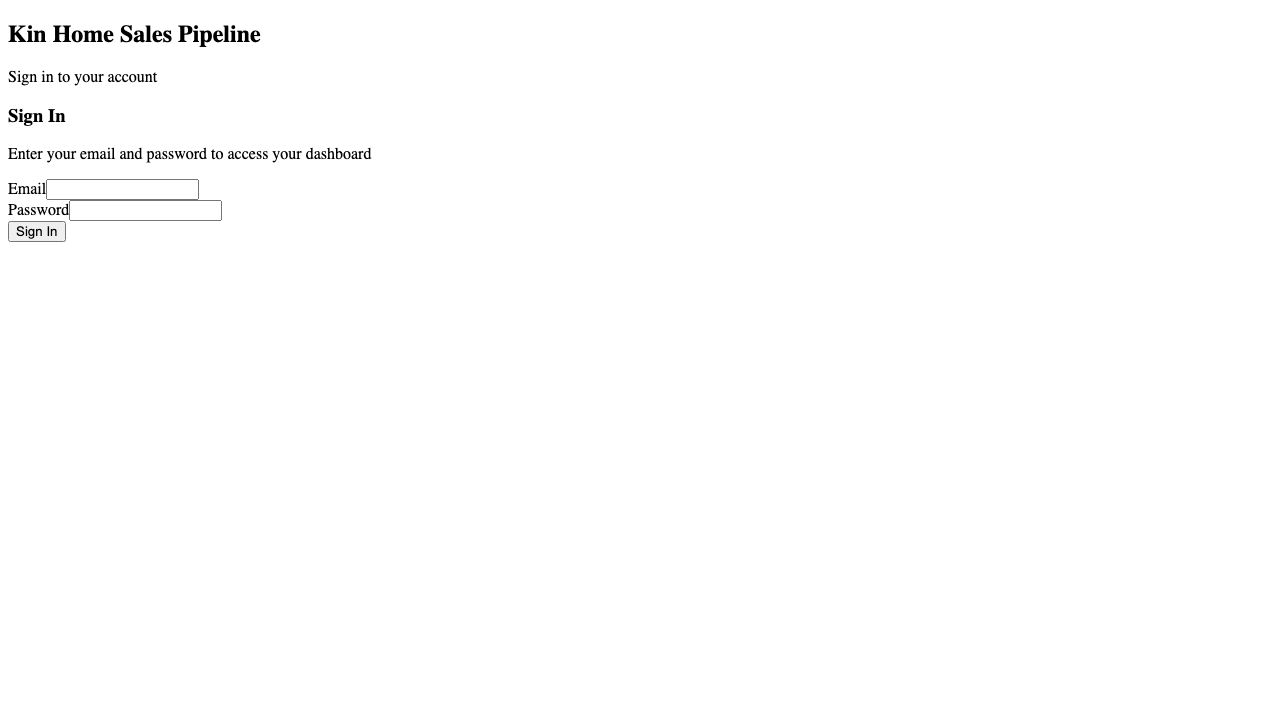 Kin Home Sales Pipeline
Sign in to your account
Sign In
Enter your email and password to access your dashboard
Email
Password
Sign In